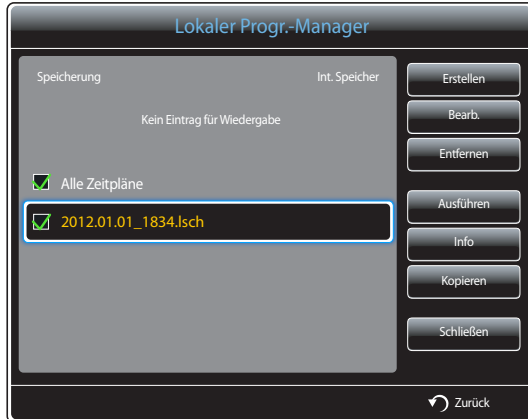 Lokaler Progr.-Manager
Speicherung Int. Speicher
Kein Eintrag für Wiedergabe
Alle Zeitpläne
2012.01.01_1834.lsch
Erstellen
Bearb.
Entfernen
Ausführen
Info
Kopieren
Schließen
Zurück